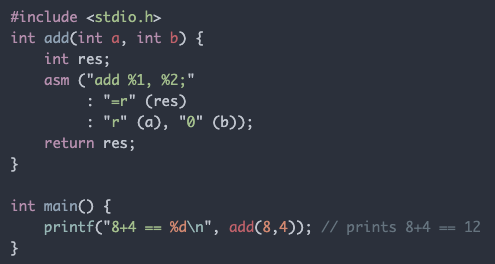 #include <stdio.h>
int add(int a, int b) {
    int res;
    asm ("add %1, %2;"
         : "=r" (res)
         : "r" (a), "0" (b));
    return res;
}

int main() {
    printf("8+4 == %d\n", add(8,4)); // prints 8+4 == 12
}